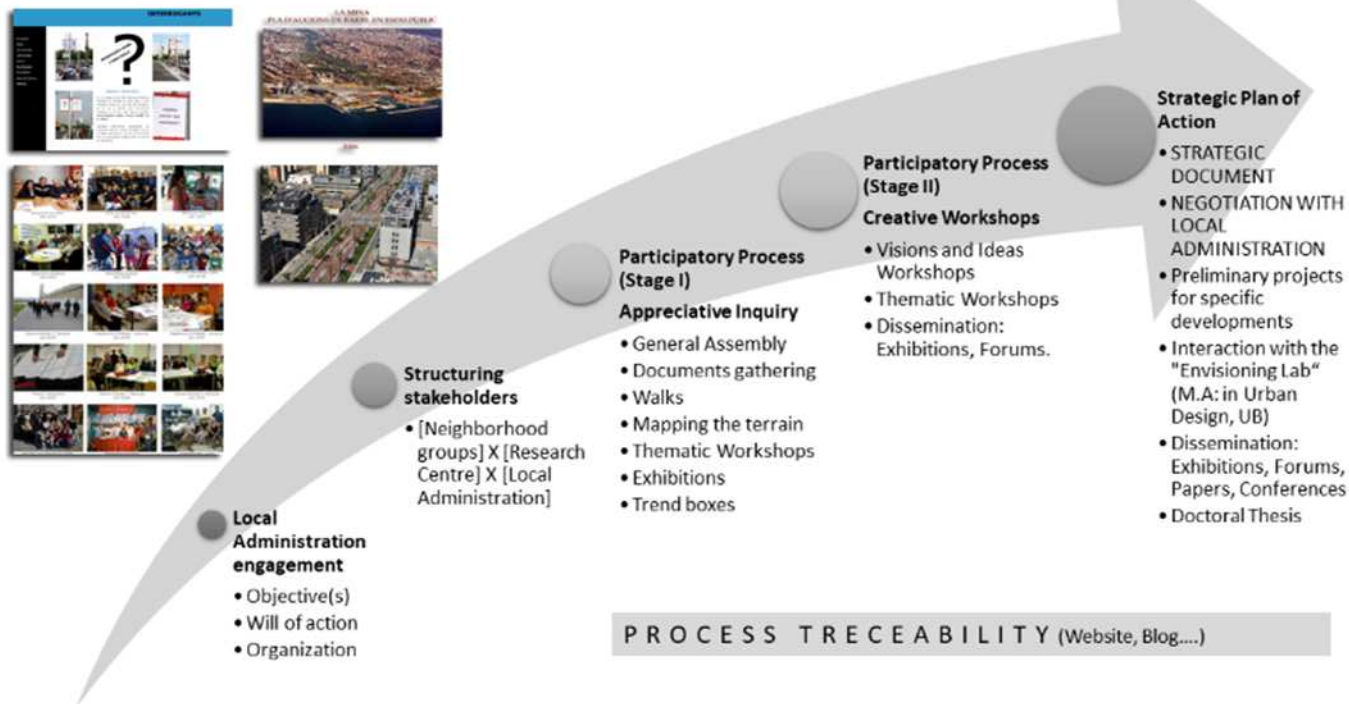 INTERROGANTS
?
LA MINA
Local
Administration
engagement
• Objective(s)
• Will of action
• Organization
Structuring
stakeholders
• [Neighborhood
groups] X [Research
Centre] X [Local
Administration]
Participatory Process
(Stage I)
Appreciative Inquiry
• General Assembly
• Documents gathering
• Walks
• Mapping the terrain
• Thematic Workshops
• Exhibitions
• Trend boxes
Participatory Process
(Stage II)
Creative Workshops
• Visions and Ideas
Workshops
• Thematic Workshops
• Dissemination:
Exhibitions, Forums.
Strategic Plan of
Action
• STRATEGIC
DOCUMENT
• NEGOTIATION WITH
LOCAL
ADMINISTRATION
• Preliminary projects
for specific
developments
• Interaction with the
"Envisioning Lab“
(M.A: in Urban
Design, UB)
• Dissemination:
Exhibitions, Forums,
Papers, Conferences
• Doctoral Thesis
PROCESS TRECEABILITY (Website, Blog....)